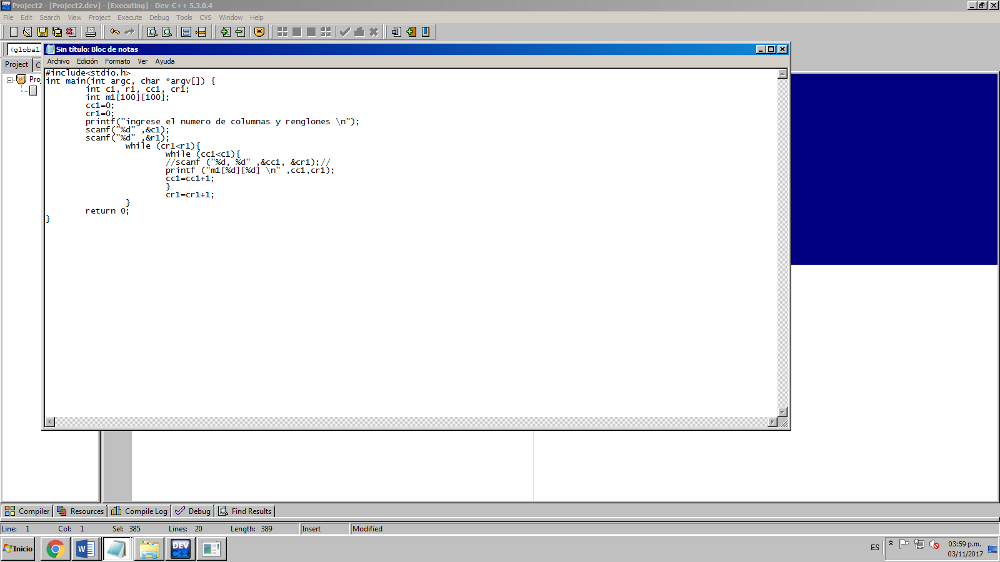 Project2 - [Project2.dev] - [Executing] - Dev-C++ 5.3.0.4
File Edit Search View Project Execute Debug Tools CVS Window Help
(global
Sin título: Bloc de notas
Archivo Edición Formato Ver Ayuda
Project C
Proj
#include<stdio.h>
int main(int argc, char *argv[]) {
int c1, r1, cc1, cr1;
int m1[100][100];
cc1=0;
cr1=0;
printf("ingrese el numero de columnas y renglones \n");
scanf("%d" ,&c1);
scanf("%d" ,&r1);
while (cr1<r1){
while (cc1<c1){
//scanf ("%d, %d" ,&cc1, &cr1);//
printf ("m1[%d][%d] \n" ,cc1,cr1);
cc1=cc1+1;
}
cr1=cr1+1;
}
return 0;
}
Compiler Resources Compile Log Debug Find Results
Line: 1 Col: 1 Sel: 385 Lines: 20 Length: 389 Insert Modified
Inicio
DEV C++
ES
03:59 p.m.
03/11/2017